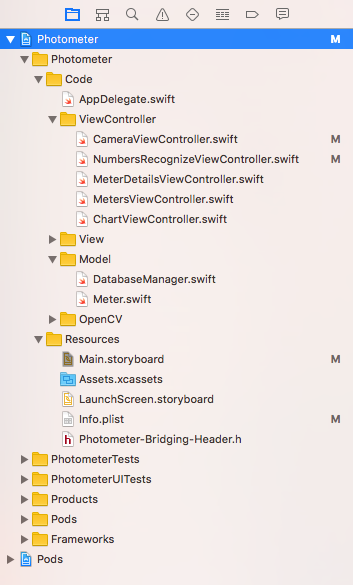 Photometer M
Photometer
Code
AppDelegate.swift
ViewController
CameraViewController.swift M
NumbersRecognizeViewController.swift M
MeterDetailsViewController.swift
MetersViewController.swift
ChartViewController.swift
View
Model
DatabaseManager.swift
Meter.swift
OpenCV
Resources
Main.storyboard M
Assets.xcassets
LaunchScreen.storyboard
Info.plist M
h Photometer-Bridging-Header.h
PhotometerTests
PhotometerUITests
Products
Pods
Frameworks
Pods